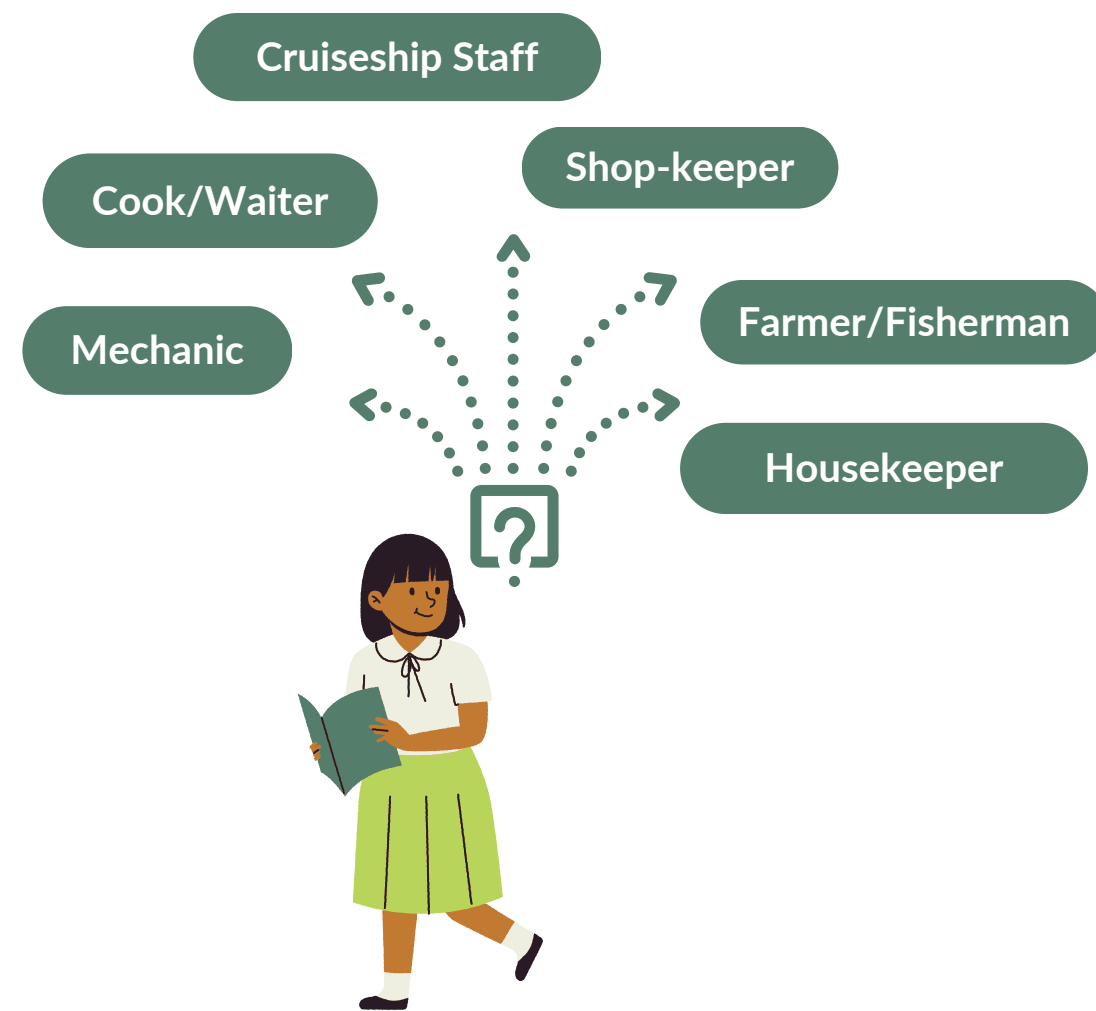 Cruiseship Staff
Shop-keeper
Cook/Waiter
Farmer/Fisherman
Mechanic
Housekeeper
?